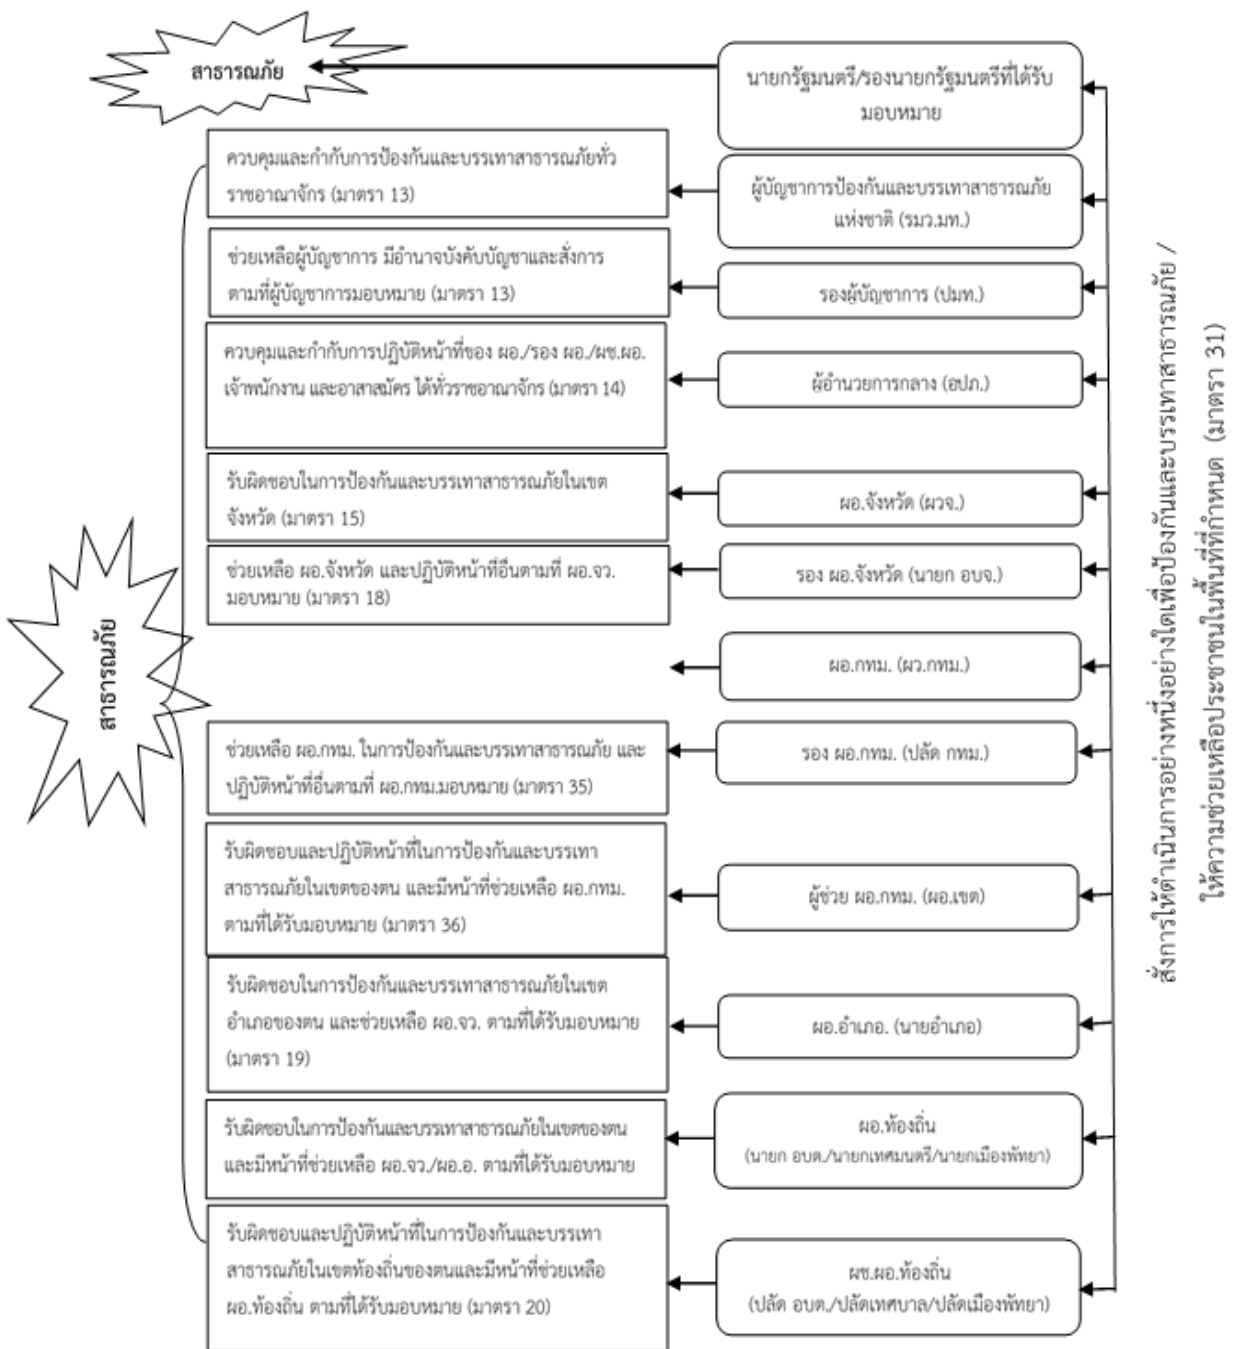 สาธารณภัย
นายกรัฐมนตรี/รองนายกรัฐมนตรีที่ได้รับ
มอบหมาย
ควบคุมและกำกับการป้องกันและบรรเทาสาธารณภัยทั่ว
ราชอาณาจักร (มาตรา 13)
ผู้บัญชาการป้องกันและบรรเทาสาธารณภัย
แห่งชาติ (รมว.มท.)
ช่วยเหลือผู้บัญชาการ มีอำนาจบังคับบัญชาและสั่งการ
ตามที่ผู้บัญชาการมอบหมาย (มาตรา 13)
รองผู้บัญชาการ (ปมท.)
ควบคุมและกำกับการปฏิบัติหน้าที่ของ ผอ./รอง ผอ./ผช.ผอ.
เจ้าพนักงาน และอาสาสมัคร ได้ทั่วราชอาณาจักร (มาตรา 14)
ผู้อำนวยการกลาง (อปภ.)
รับผิดชอบในการป้องกันและบรรเทาสาธารณภัยในเขต
จังหวัด (มาตรา 15)
ผอ.จังหวัด (ผวจ.)
ช่วยเหลือ ผอ.จังหวัด และปฏิบัติหน้าที่อื่นตามที่ ผอ.จว.
มอบหมาย (มาตรา 18)
รอง ผอ.จังหวัด (นายก อบจ.)
สาธารณภัย
ผอ.กทม. (ผว.กทม.)
ช่วยเหลือ ผอ.กทม. ในการป้องกันและบรรเทาสาธารณภัย และ
ปฏิบัติหน้าที่อื่นตามที่ ผอ.กทม.มอบหมาย (มาตรา 35)
รอง ผอ.กทม. (ปลัด กทม.)
รับผิดชอบและปฏิบัติหน้าที่ในการป้องกันและบรรเทา
สาธารณภัยในเขตของตน และมีหน้าที่ช่วยเหลือ ผอ.กทม.
ตามที่ได้รับมอบหมาย (มาตรา 36)
ผู้ช่วย ผอ.กทม. (ผอ.เขต)
รับผิดชอบในการป้องกันและบรรเทาสาธารณภัยในเขต
อำเภอของตน และช่วยเหลือ ผอ.จว. ตามที่ได้รับมอบหมาย
(มาตรา 19)
ผอ.อำเภอ. (นายอำเภอ)
รับผิดชอบในการป้องกันและบรรเทาสาธารณภัยในเขตของตน
และมีหน้าที่ช่วยเหลือ ผอ.จว./ผอ.อ. ตามที่ได้รับมอบหมาย
ผอ.ท้องถิ่น
(นายก อบต./นายกเทศมนตรี/นายกเมืองพัทยา)
รับผิดชอบและปฏิบัติหน้าที่ในการป้องกันและบรรเทา
สาธารณภัยในเขตท้องถิ่นของตนและมีหน้าที่ช่วยเหลือ
ผอ.ท้องถิ่น ตามที่ได้รับมอบหมาย (มาตรา 20)
ผช.ผอ.ท้องถิ่น
(ปลัด อบต./ปลัดเทศบาล/ปลัดเมืองพัทยา)
สั่งการให้ดำเนินการอย่างหนึ่งอย่างใดเพื่อป้องกันและบรรเทาสาธารณภัย /
ให้ความช่วยเหลือประชาชนในพื้นที่ที่กำหนด (มาตรา 31)